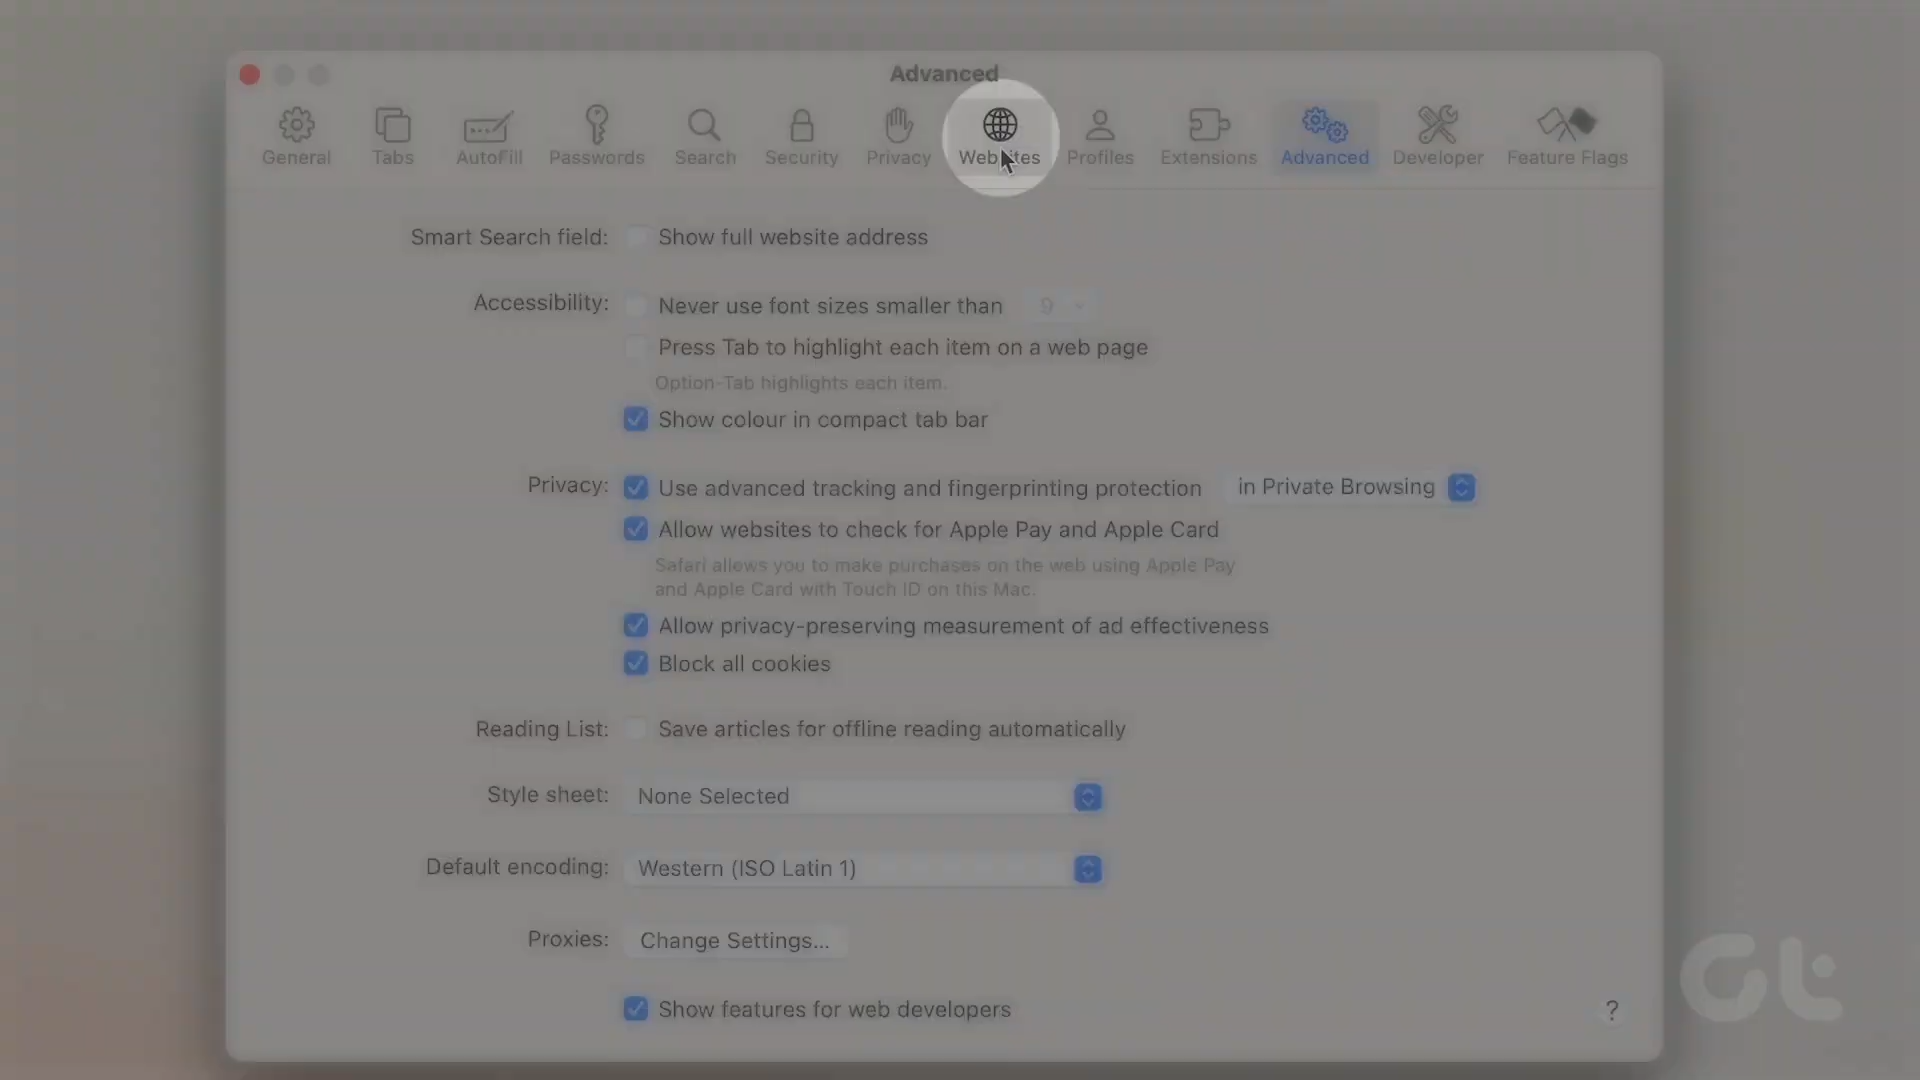 Advanced
General Tabs AutoFill Passwords Search Security Privacy Websites Profiles Extensions Advanced Developer Feature Flags
Smart Search field: Show full website address
Accessibility: Never use font sizes smaller than 9
Press Tab to highlight each item on a web page
Option-Tab highlights each item.
Show colour in compact tab bar
Privacy: Use advanced tracking and fingerprinting protection in Private Browsing
Allow websites to check for Apple Pay and Apple Card
Safari allows you to make purchases on the web using Apple Pay
and Apple Card with Touch ID on this Mac.
Allow privacy-preserving measurement of ad effectiveness
Block all cookies
Reading List: Save articles for offline reading automatically
Style sheet: None Selected
Default encoding: Western (ISO Latin 1)
Proxies: Change Settings...
Show features for web developers
?
Gt